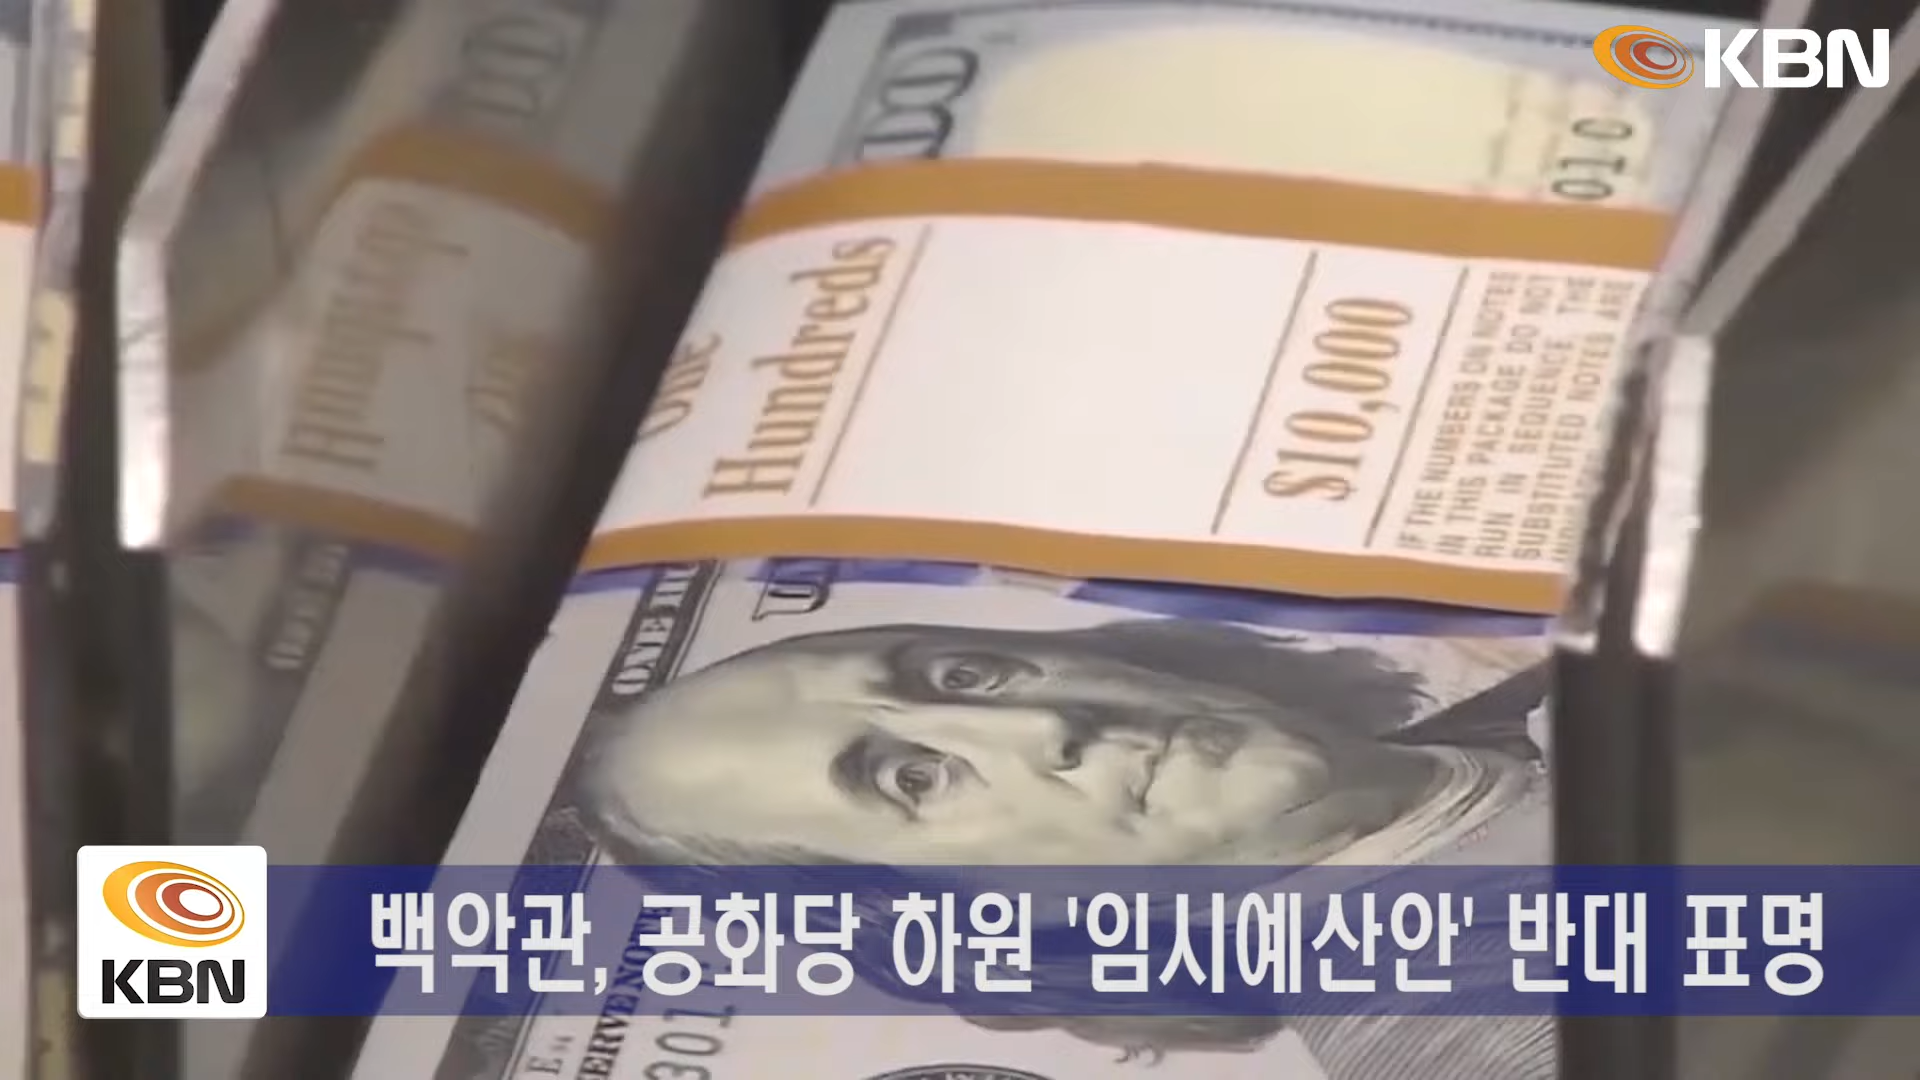 KBN
010
One
Hundreds
$10,000
IF THE NUMBERS ON NOTES
IN THIS PACKAGE DO NOT
RUN IN SEQUENCE THE
SUBSTITUTED NOTES ARE
KBN
백악관, 공화당 하원 '임시예산안' 반대 표명